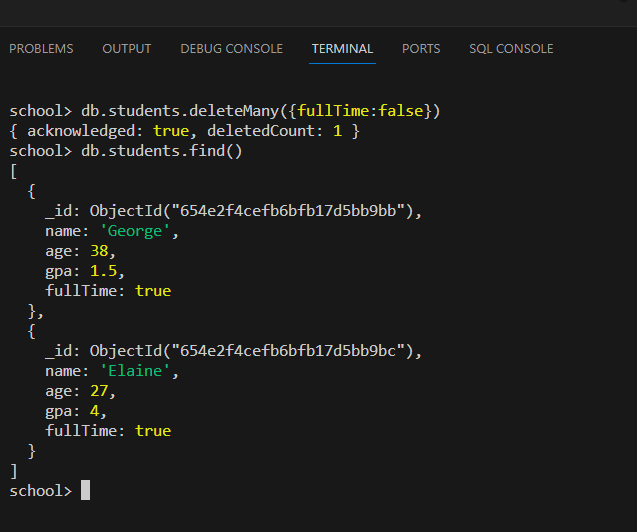 PROBLEMS OUTPUT DEBUG CONSOLE TERMINAL PORTS SQL CONSOLE
school> db.students.deleteMany({fullTime:false})
{ acknowledged: true, deletedCount: 1 }
school> db.students.find()
[
  {
    _id: ObjectId("654e2f4cefb6bfb17d5bb9bb"),
    name: 'George',
    age: 38,
    gpa: 1.5,
    fullTime: true
  },
  {
    _id: ObjectId("654e2f4cefb6bfb17d5bb9bc"),
    name: 'Elaine',
    age: 27,
    gpa: 4,
    fullTime: true
  }
]
school>